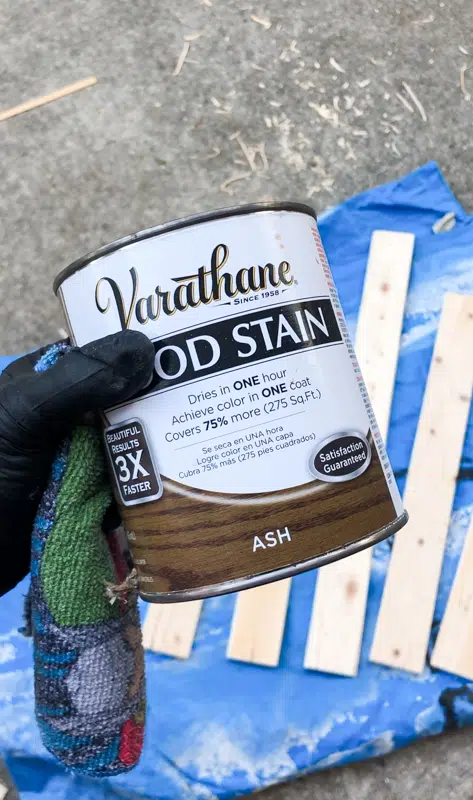 Varathane®
SINCE 1958
OD STAIN
Dries in ONE hour
Achieve color in ONE coat
Covers 75% more (275 Sq.Ft.)
Se seca en UNA hora
Logre color en UNA capa
Cubra 75% más (275 pies cuadrados)
BEAUTIFUL
RESULTS
3X
FASTER
Satisfaction
Guaranteed
ASH